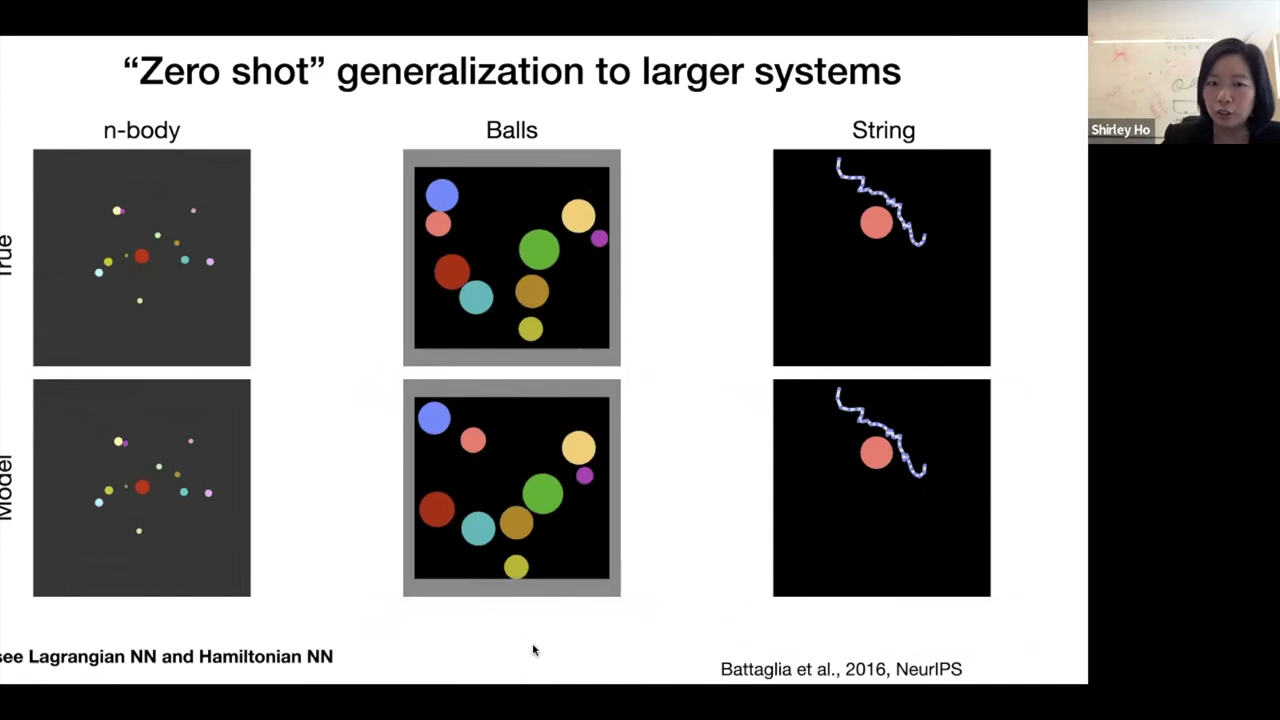 “Zero shot” generalization to larger systems
n-body
Balls
String
Shirley Ho
True
Model
see Lagrangian NN and Hamiltonian NN
Battaglia et al., 2016, NeurIPS